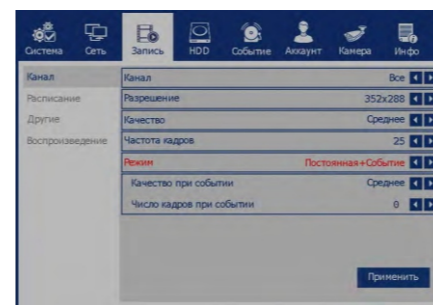 Система Сеть Запись HDD Событие Аккаунт Камера Инфо
Канал
Расписание
Другие
Воспроизведение
Канал Все
Разрешение 352x288
Качество Среднее
Частота кадров 25
Режим Постоянная+Событие
Качество при событии Среднее
Число кадров при событии 0
Применить